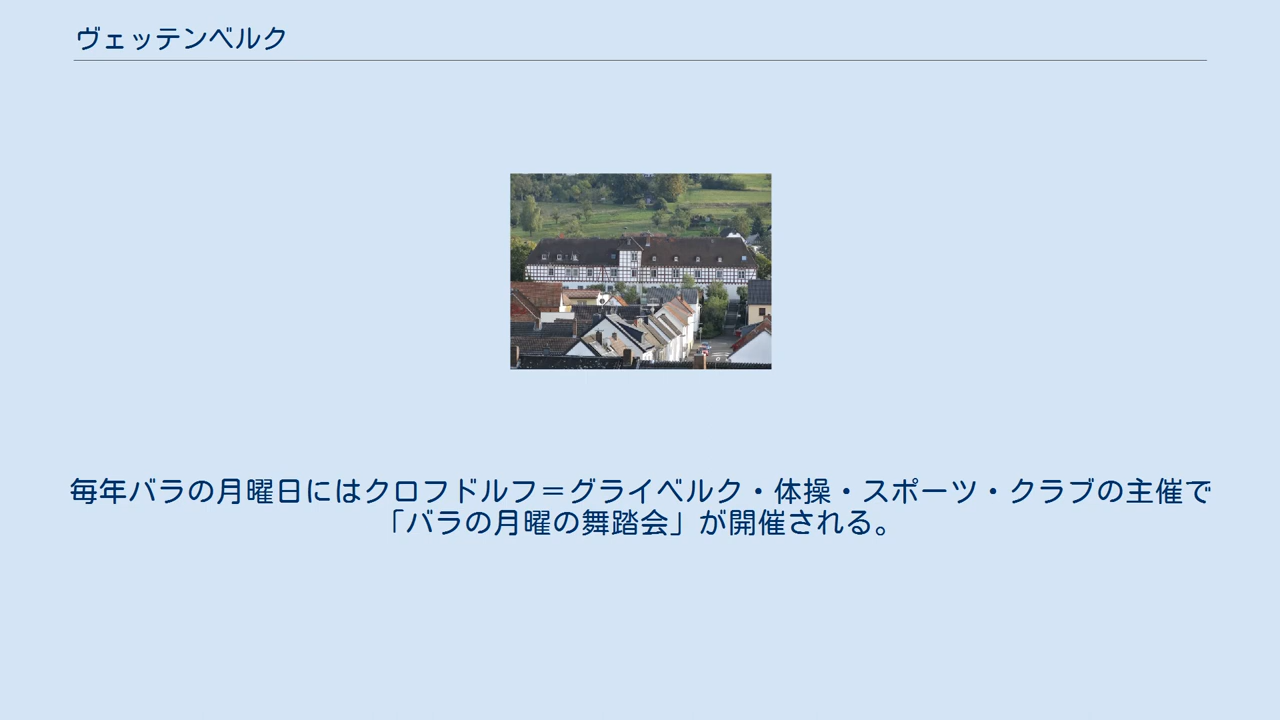 ヴェッテンベルク
毎年バラの月曜日にはクロフドルフ＝グライベルク・体操・スポーツ・クラブの主催で
「バラの月曜の舞踏会」が開催される。